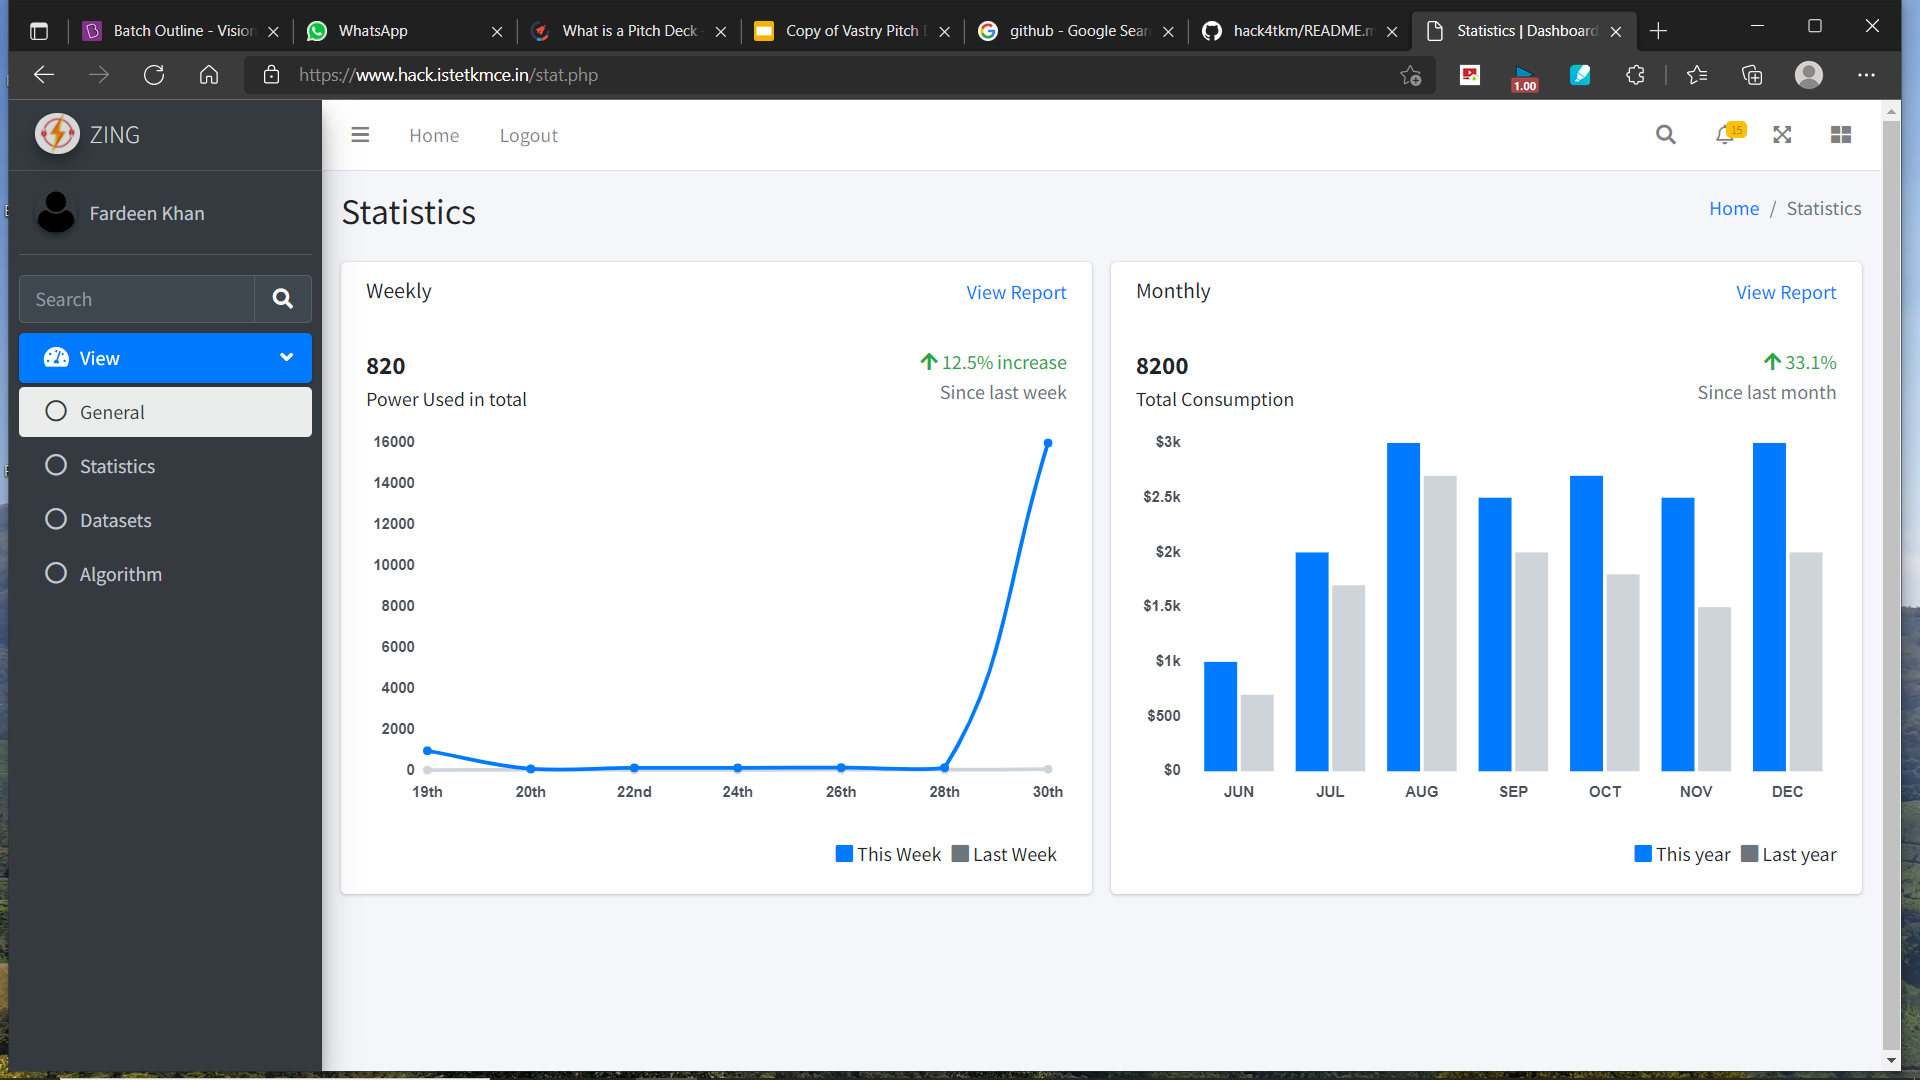 Batch Outline - Vision
WhatsApp
What is a Pitch Deck -
Copy of Vastry Pitch
github - Google Sear
hack4tkm/README.m
Statistics | Dashboard
https://www.hack.istetkmce.in/stat.php
1.00
ZING
Home
Logout
15
Fardeen Khan
Statistics
Home / Statistics
Search
View
General
Statistics
Datasets
Algorithm
Weekly
View Report
820
12.5% increase
Power Used in total
Since last week
16000
14000
12000
10000
8000
6000
4000
2000
0
19th 20th 22nd 24th 26th 28th 30th
This Week Last Week
Monthly
View Report
8200
33.1%
Total Consumption
Since last month
$3k
$2.5k
$2k
$1.5k
$1k
$500
$0
JUN JUL AUG SEP OCT NOV DEC
This year Last year